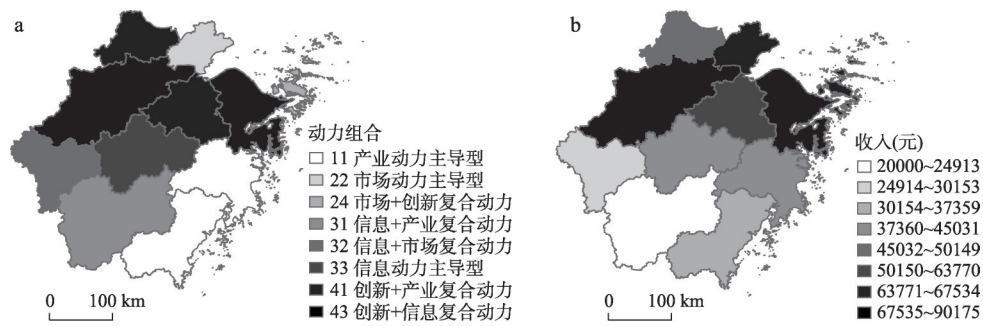 a
动力组合
11 产业动力主导型
22 市场动力主导型
24 市场+创新复合动力
31 信息+产业复合动力
32 信息+市场复合动力
33 信息动力主导型
41 创新+产业复合动力
43 创新+信息复合动力
0 100 km
b
收入(元)
20000~24913
24914~30153
30154~37359
37360~45031
45032~50149
50150~63770
63771~67534
67535~90175
0 100 km